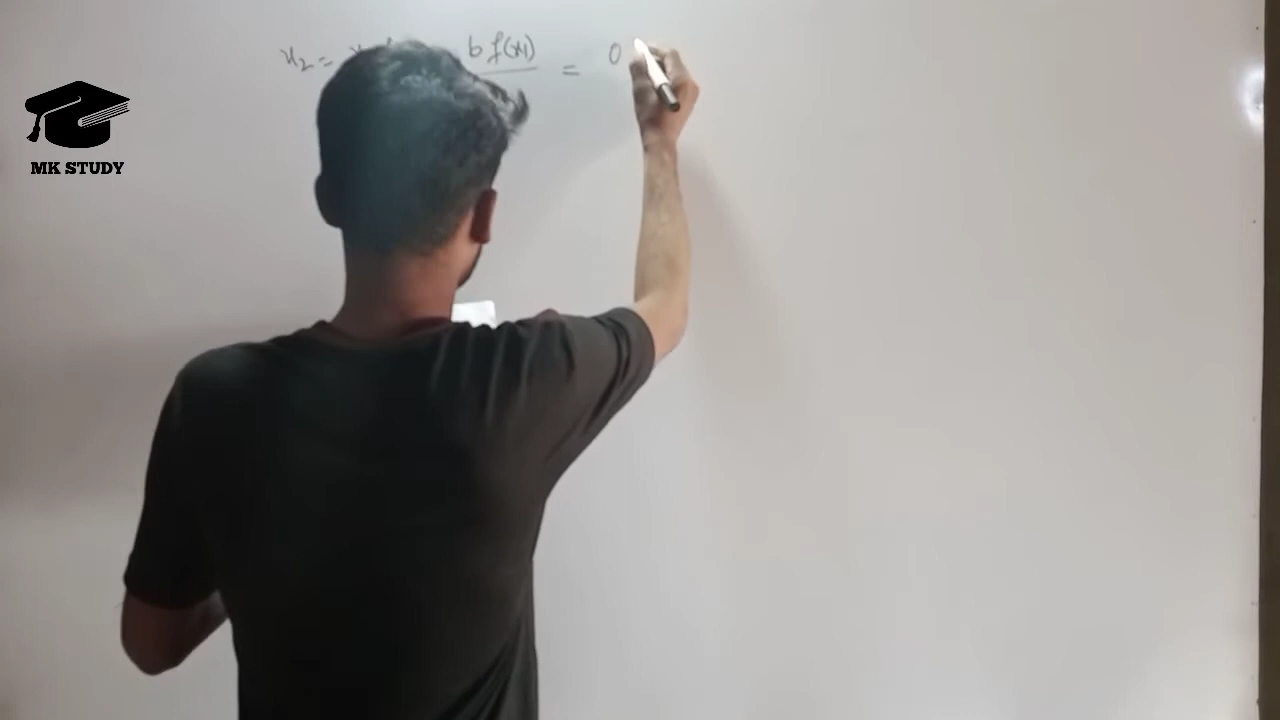 x₂ =
b f(x₁)
= 0
MK STUDY